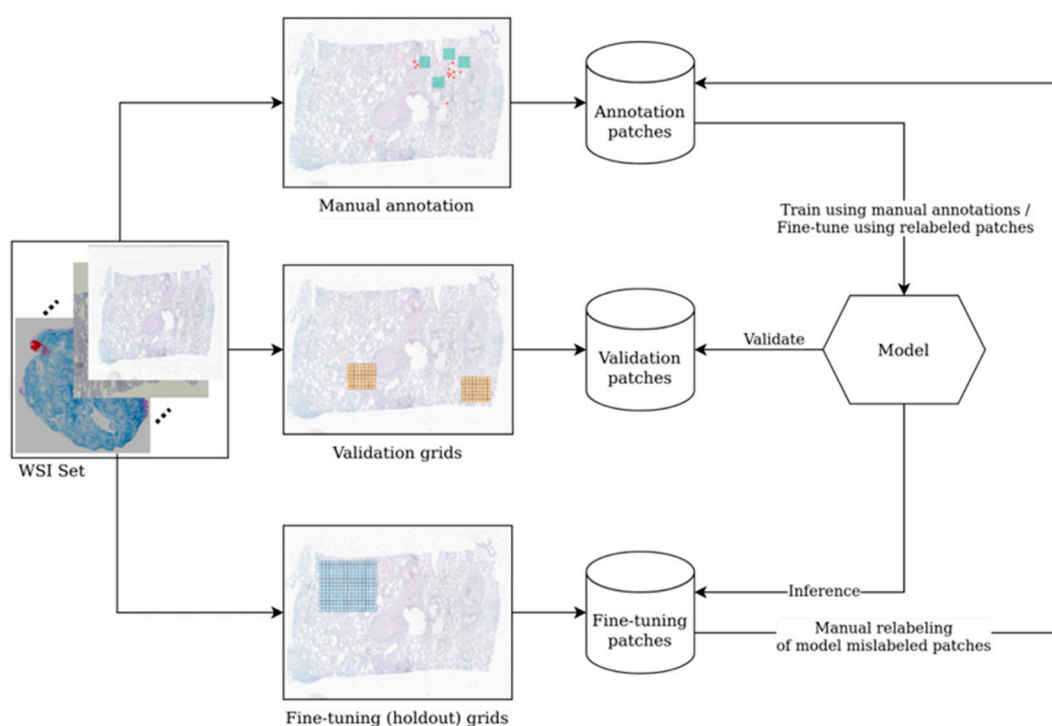 Annotation
patches
Manual annotation
Train using manual annotations /
Fine-tune using relabeled patches
Validation
patches
Validate
Model
WSI Set
Validation grids
Inference
Fine-tuning
patches
Manual relabeling
of model mislabeled patches
Fine-tuning (holdout) grids